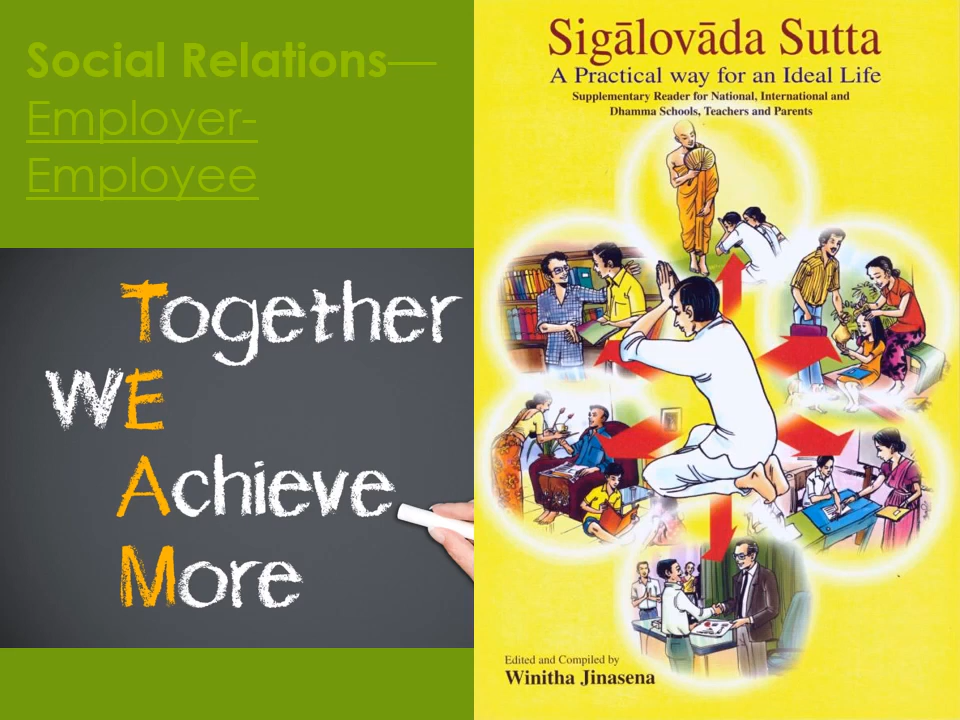 Social Relations—
Employer-
Employee
Together
WE
Achieve
More
Sigālovāda Sutta
A Practical way for an Ideal Life
Supplementary Reader for National, International and
Dhamma Schools, Teachers and Parents
Edited and Compiled by
Winitha Jinasena